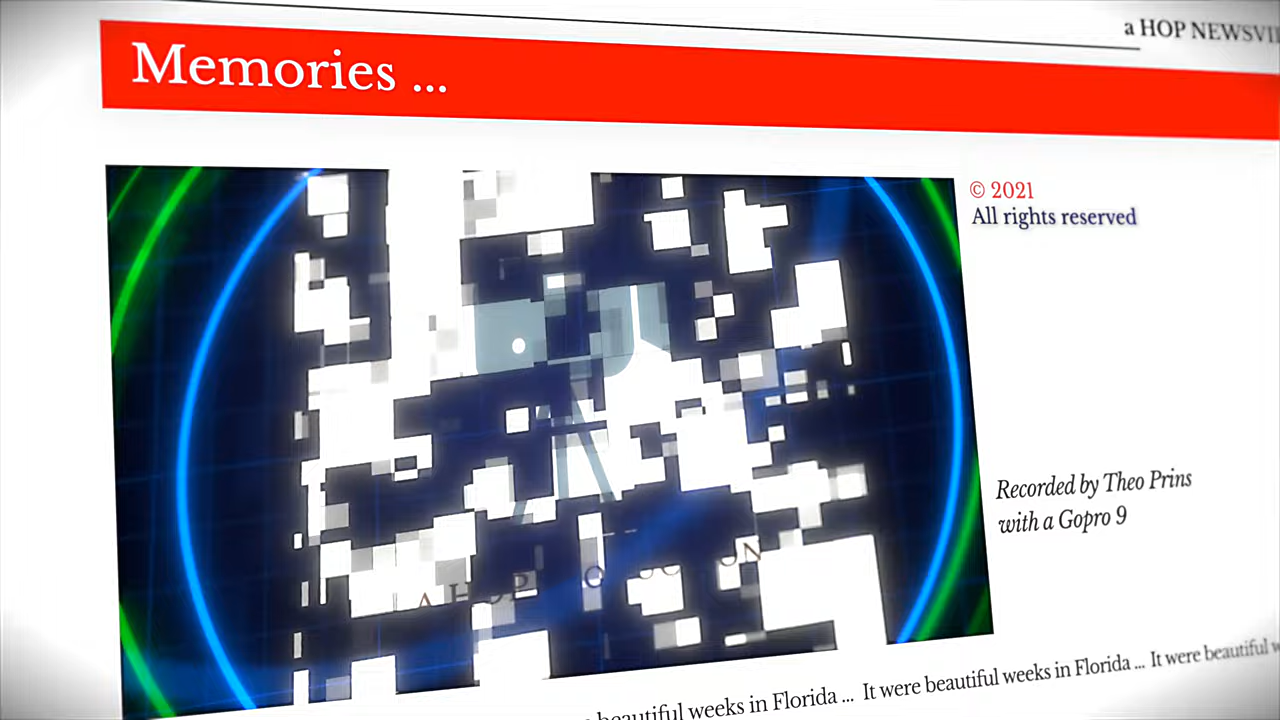 a HOP
Memories ...
© 2021
All rights reserved
Recorded by Theo Prins
with a Gopro 9
A HOP
beautiful weeks in Florida ... It were beautiful weeks in Florida ... It were beautiful